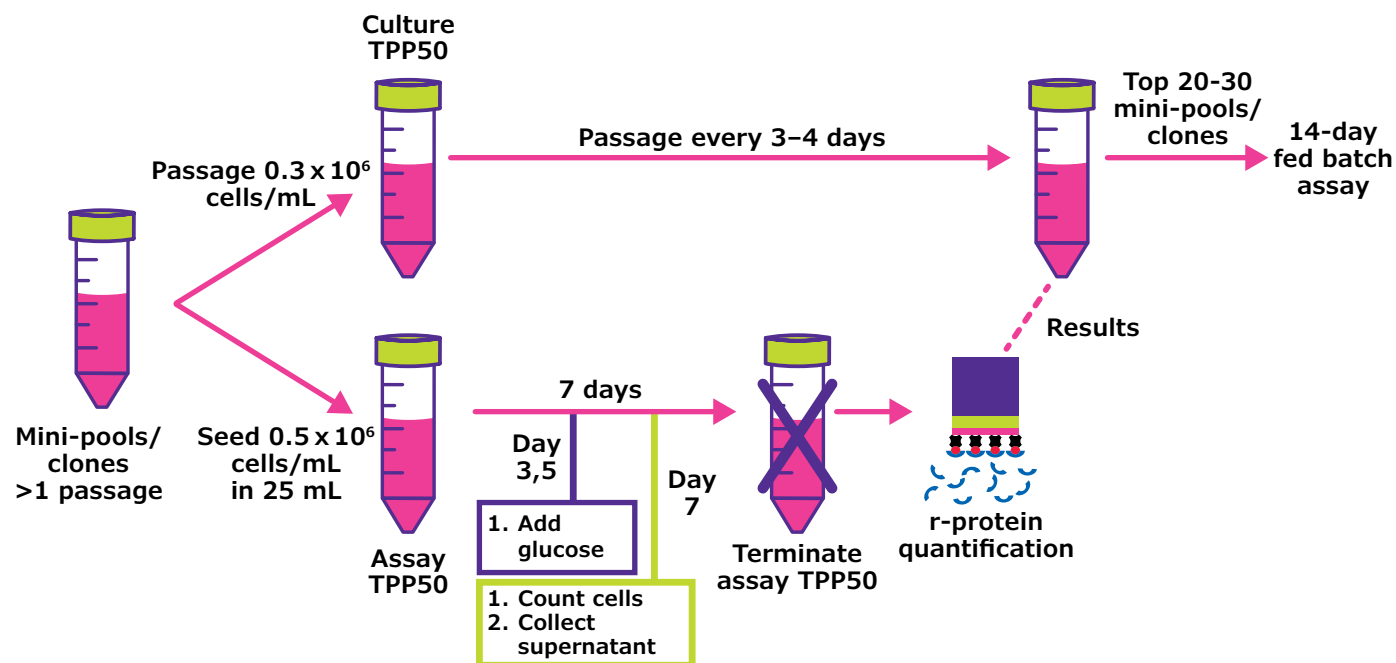 Culture
TPP50
Passage 0.3 x 10⁶
cells/mL
Passage every 3–4 days
Top 20-30
mini-pools/
clones
14-day
fed batch
assay
Mini-pools/
clones
>1 passage
Seed 0.5 x 10⁶
cells/mL
in 25 mL
Assay
TPP50
7 days
Day
3,5
1. Add
glucose
Day
7
1. Count cells
2. Collect
supernatant
Terminate
assay TPP50
Results
r-protein
quantification